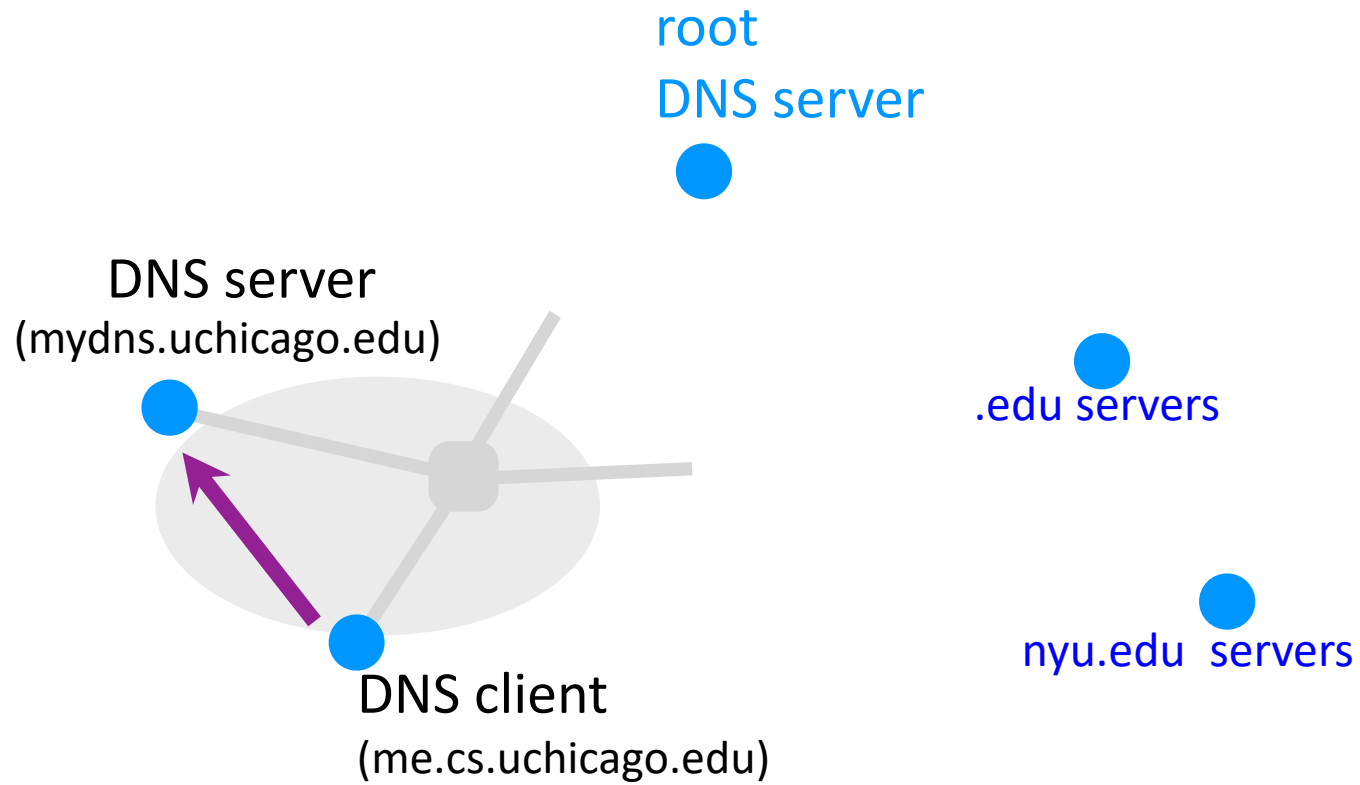 root
DNS server
DNS server
(mydns.uchicago.edu)
.edu servers
nyu.edu  servers
DNS client
(me.cs.uchicago.edu)